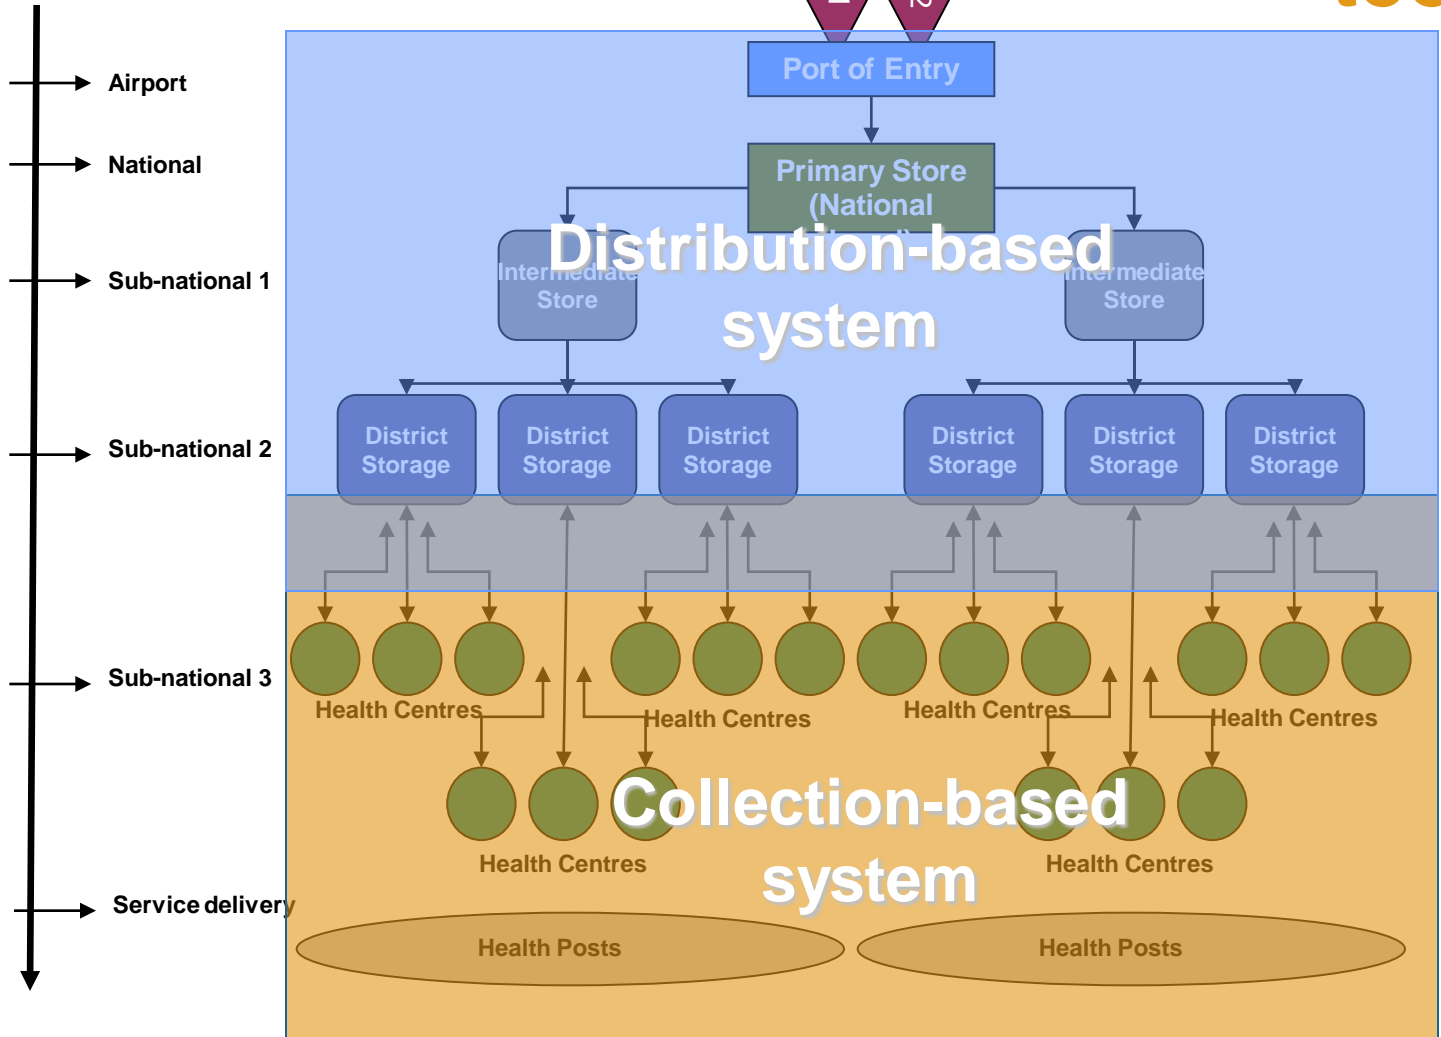 2
Airport
Port of Entry
National
Primary Store
(National
Distribution-based
system
Sub-national 1
Intermediate
Store
Intermediate
Store
Sub-national 2
District
Storage
District
Storage
District
Storage
District
Storage
District
Storage
District
Storage
Sub-national 3
Health Centres
Health Centres
Health Centres
Health Centres
Collection-based
system
Health Centres
Health Centres
Service delivery
Health Posts
Health Posts